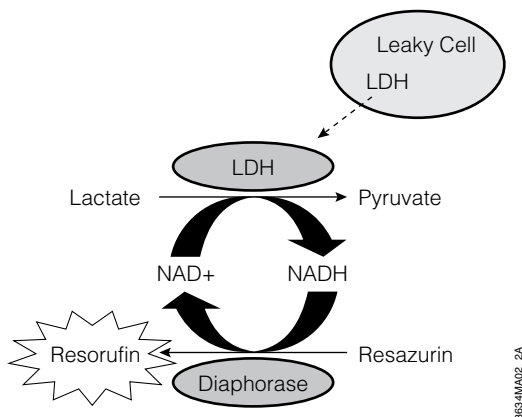 Leaky Cell
LDH
LDH
Lactate
Pyruvate
NAD+
NADH
Resorufin
Resazurin
Diaphorase
3634MA02_2A